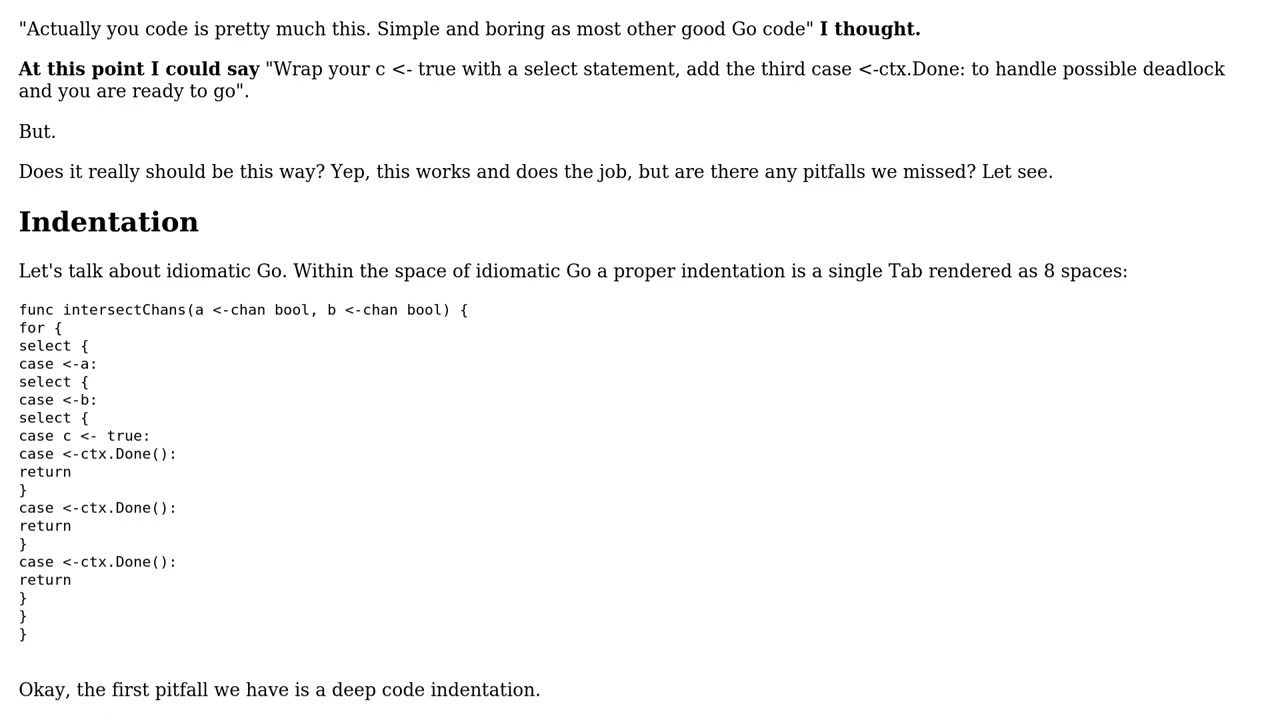 "Actually you code is pretty much this. Simple and boring as most other good Go code" I thought.
At this point I could say "Wrap your c <- true with a select statement, add the third case <-ctx.Done: to handle possible deadlock
and you are ready to go".
But.
Does it really should be this way? Yep, this works and does the job, but are there any pitfalls we missed? Let see.
Indentation
Let's talk about idiomatic Go. Within the space of idiomatic Go a proper indentation is a single Tab rendered as 8 spaces:
func intersectChans(a <-chan bool, b <-chan bool) {
for {
select {
case <-a:
select {
case <-b:
select {
case c <- true:
case <-ctx.Done():
return
}
case <-ctx.Done():
return
}
case <-ctx.Done():
return
}
}
}
Okay, the first pitfall we have is a deep code indentation.